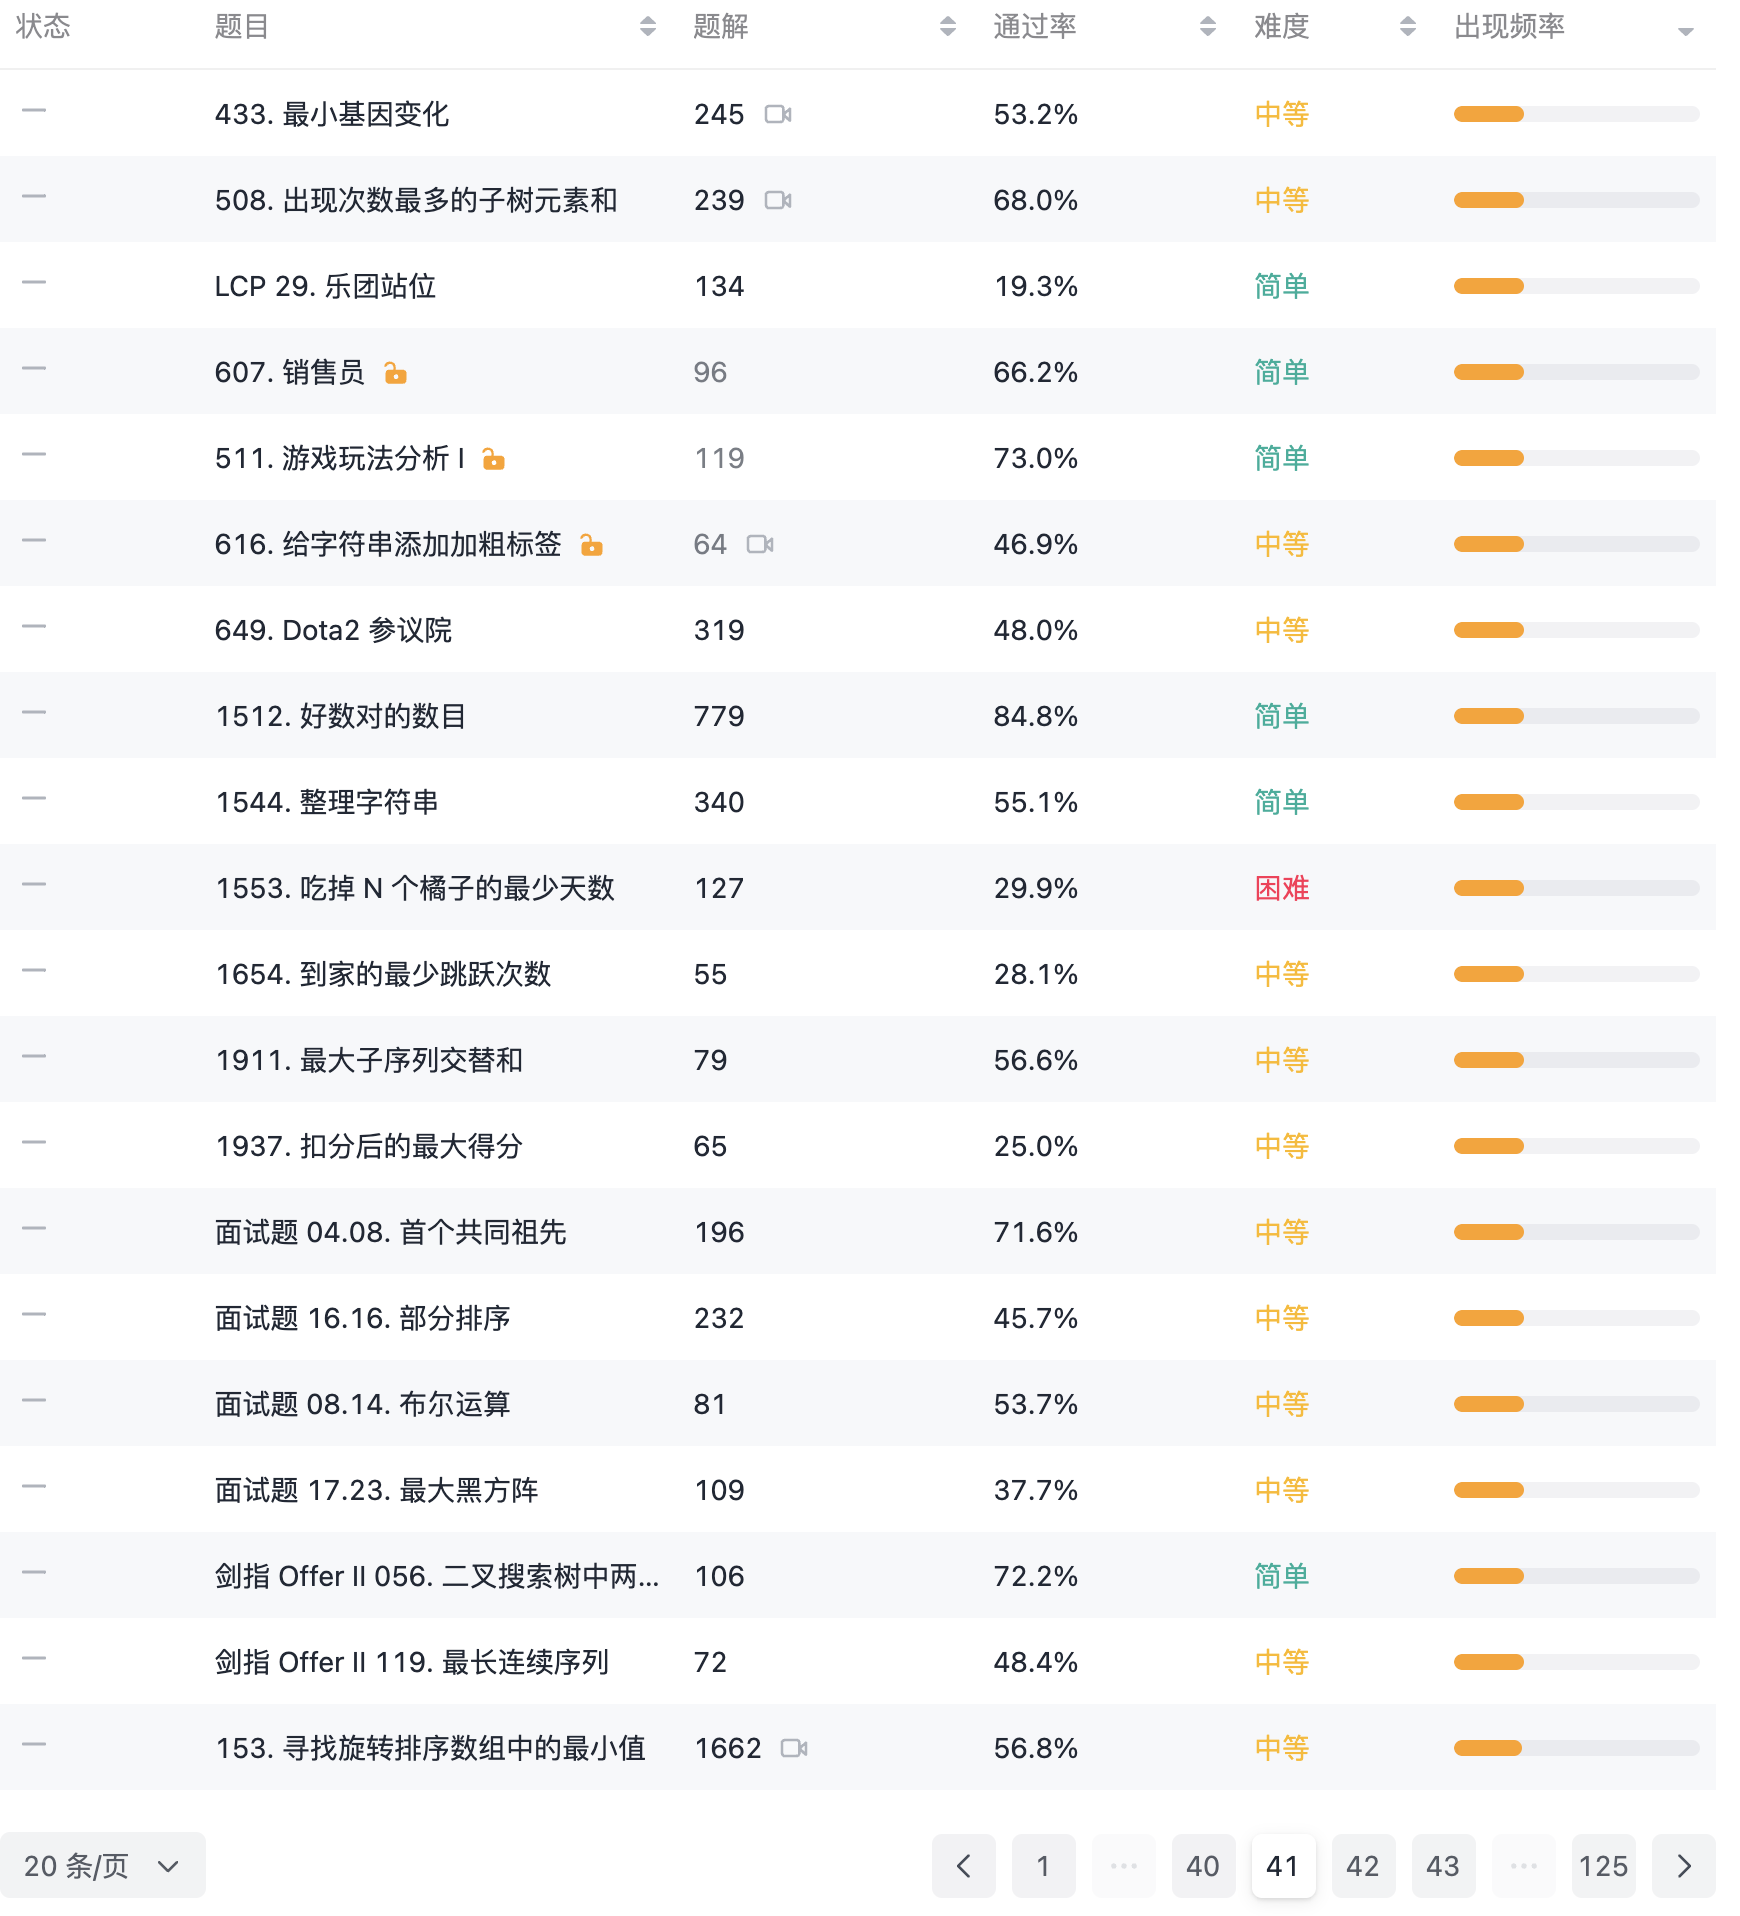 状态 题目 题解 通过率 难度 出现频率
433. 最小基因变化 245 53.2% 中等
508. 出现次数最多的子树元素和 239 68.0% 中等
LCP 29. 乐团站位 134 19.3% 简单
607. 销售员 96 66.2% 简单
511. 游戏玩法分析 I 119 73.0% 简单
616. 给字符串添加加粗标签 64 46.9% 中等
649. Dota2 参议院 319 48.0% 中等
1512. 好数对的数目 779 84.8% 简单
1544. 整理字符串 340 55.1% 简单
1553. 吃掉 N 个橘子的最少天数 127 29.9% 困难
1654. 到家的最少跳跃次数 55 28.1% 中等
1911. 最大子序列交替和 79 56.6% 中等
1937. 扣分后的最大得分 65 25.0% 中等
面试题 04.08. 首个共同祖先 196 71.6% 中等
面试题 16.16. 部分排序 232 45.7% 中等
面试题 08.14. 布尔运算 81 53.7% 中等
面试题 17.23. 最大黑方阵 109 37.7% 中等
剑指 Offer II 056. 二叉搜索树中两... 106 72.2% 简单
剑指 Offer II 119. 最长连续序列 72 48.4% 中等
153. 寻找旋转排序数组中的最小值 1662 56.8% 中等
20 条/页 1 ... 40 41 42 43 ... 125